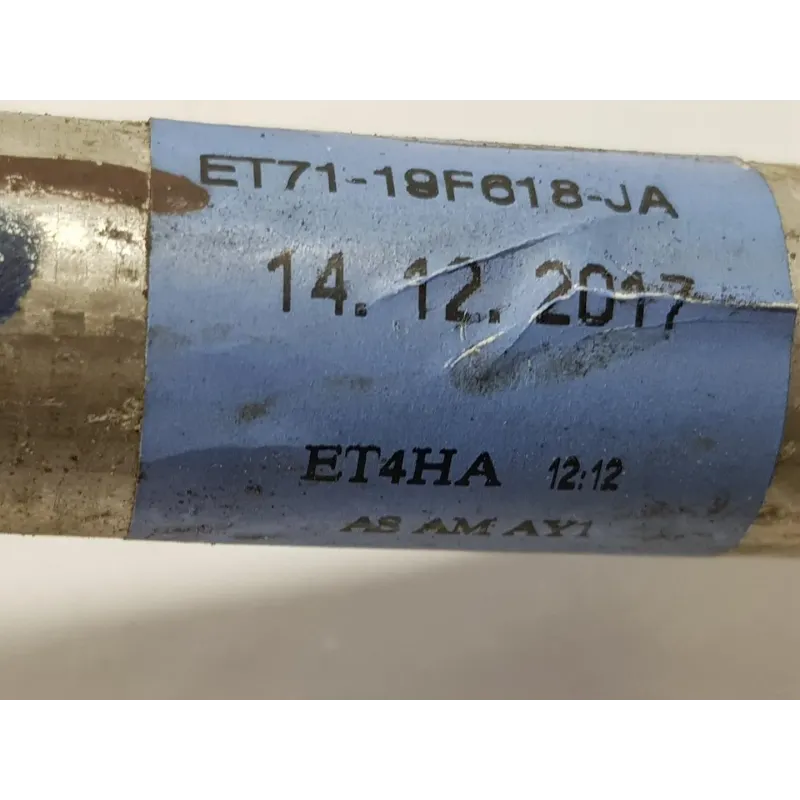 ET71-19F618-JA
14. 12. 2017
ET4HA 12:12
AS AM AY1